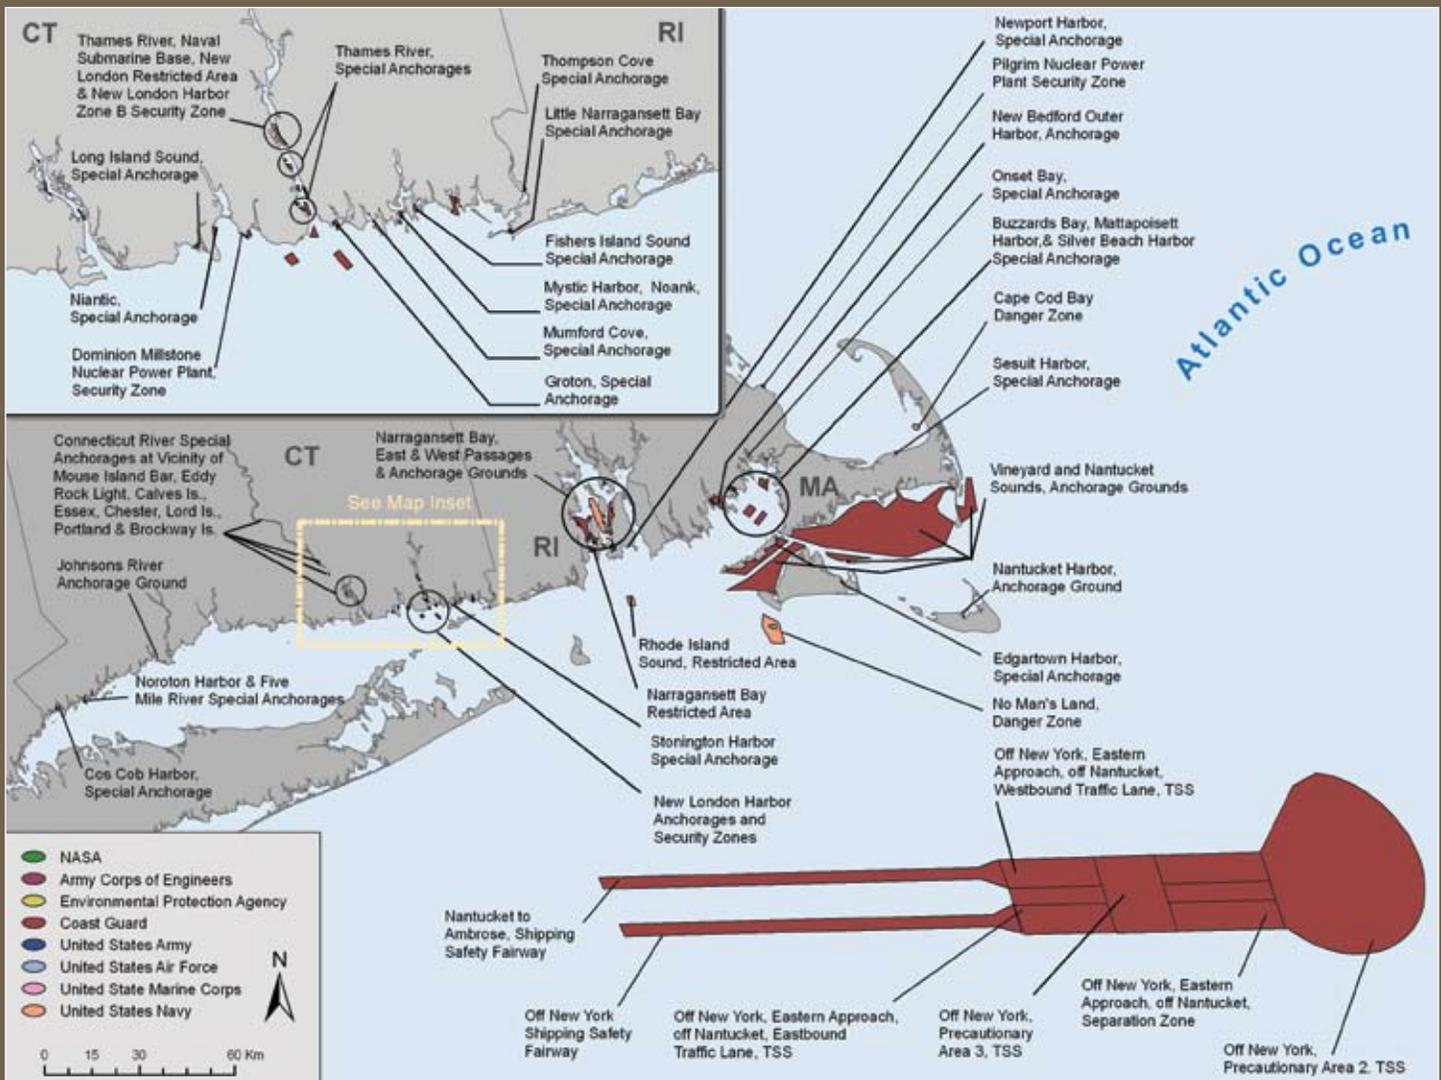 CT
RI
Thames River, Naval
Submarine Base, New
London Restricted Area
& New London Harbor
Zone B Security Zone
Thames River,
Special Anchorages
Thompson Cove
Special Anchorage
Little Narragansett Bay
Special Anchorage
Long Island Sound,
Special Anchorage
Niantic,
Special Anchorage
Dominion Millstone
Nuclear Power Plant,
Security Zone
Fishers Island Sound
Special Anchorage
Mystic Harbor, Noank,
Special Anchorage
Mumford Cove,
Special Anchorage
Groton, Special
Anchorage
Newport Harbor,
Special Anchorage
Pilgrim Nuclear Power
Plant Security Zone
New Bedford Outer
Harbor, Anchorage
Onset Bay,
Special Anchorage
Buzzards Bay, Mattapoisett
Harbor,& Silver Beach Harbor
Special Anchorage
Cape Cod Bay
Danger Zone
Sesuit Harbor,
Special Anchorage
Atlantic Ocean
Connecticut River Special
Anchorages at Vicinity of
Mouse Island Bar, Eddy
Rock Light, Calves Is.,
Essex, Chester, Lord Is.,
Portland & Brockway Is.
CT
Narragansett Bay,
East & West Passages
& Anchorage Grounds
See Map Inset
RI
MA
Vineyard and Nantucket
Sounds, Anchorage Grounds
Johnsons River
Anchorage Ground
Nantucket Harbor,
Anchorage Ground
Rhode Island
Sound, Restricted Area
Edgartown Harbor,
Special Anchorage
Noroton Harbor & Five
Mile River Special Anchorages
Narragansett Bay
Restricted Area
No Man's Land,
Danger Zone
Stonington Harbor
Special Anchorage
Cos Cob Harbor,
Special Anchorage
New London Harbor
Anchorages and
Security Zones
Off New York, Eastern
Approach, off Nantucket,
Westbound Traffic Lane, TSS
NASA
Army Corps of Engineers
Environmental Protection Agency
Coast Guard
United States Army
United States Air Force
United State Marine Corps
United States Navy
N
0 15 30 60 Km
Nantucket to
Ambrose, Shipping
Safety Fairway
Off New York
Shipping Safety
Fairway
Off New York, Eastern Approach,
off Nantucket, Eastbound
Traffic Lane, TSS
Off New York,
Precautionary
Area 3, TSS
Off New York, Eastern
Approach, off Nantucket,
Separation Zone
Off New York,
Precautionary Area 2, TSS